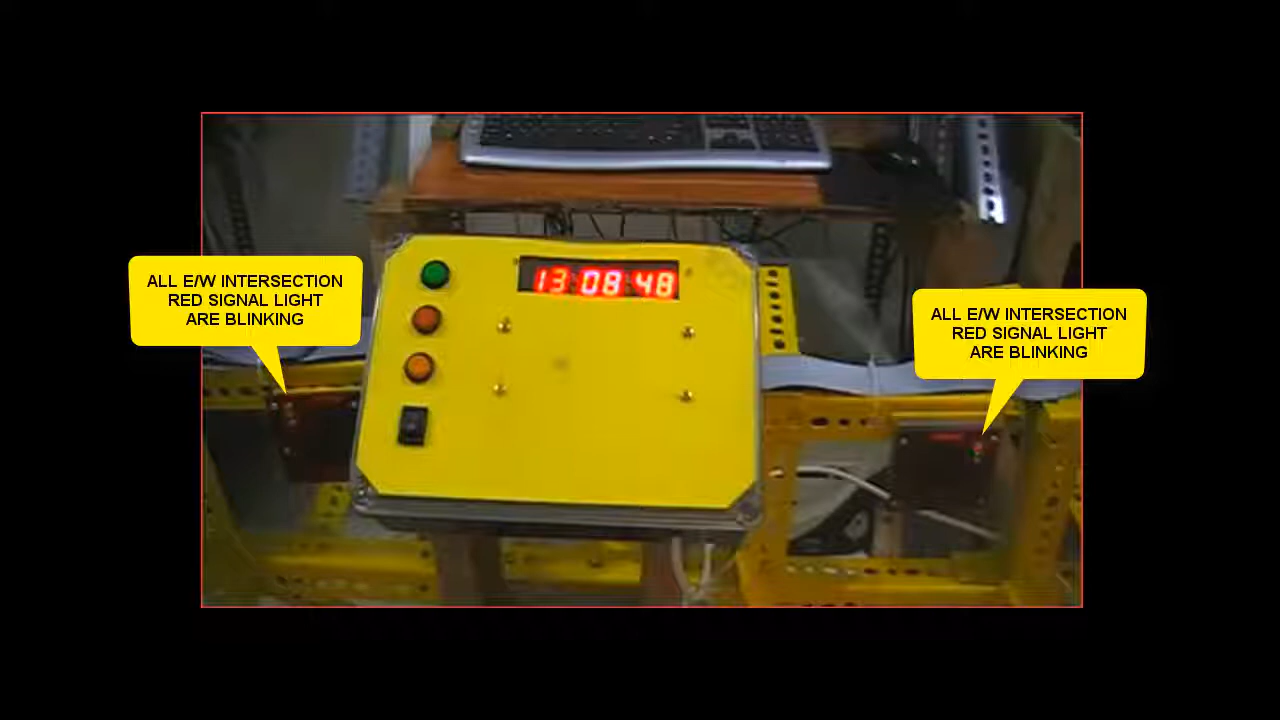 13:08:48
ALL E/W INTERSECTION
RED SIGNAL LIGHT
ARE BLINKING
ALL E/W INTERSECTION
RED SIGNAL LIGHT
ARE BLINKING